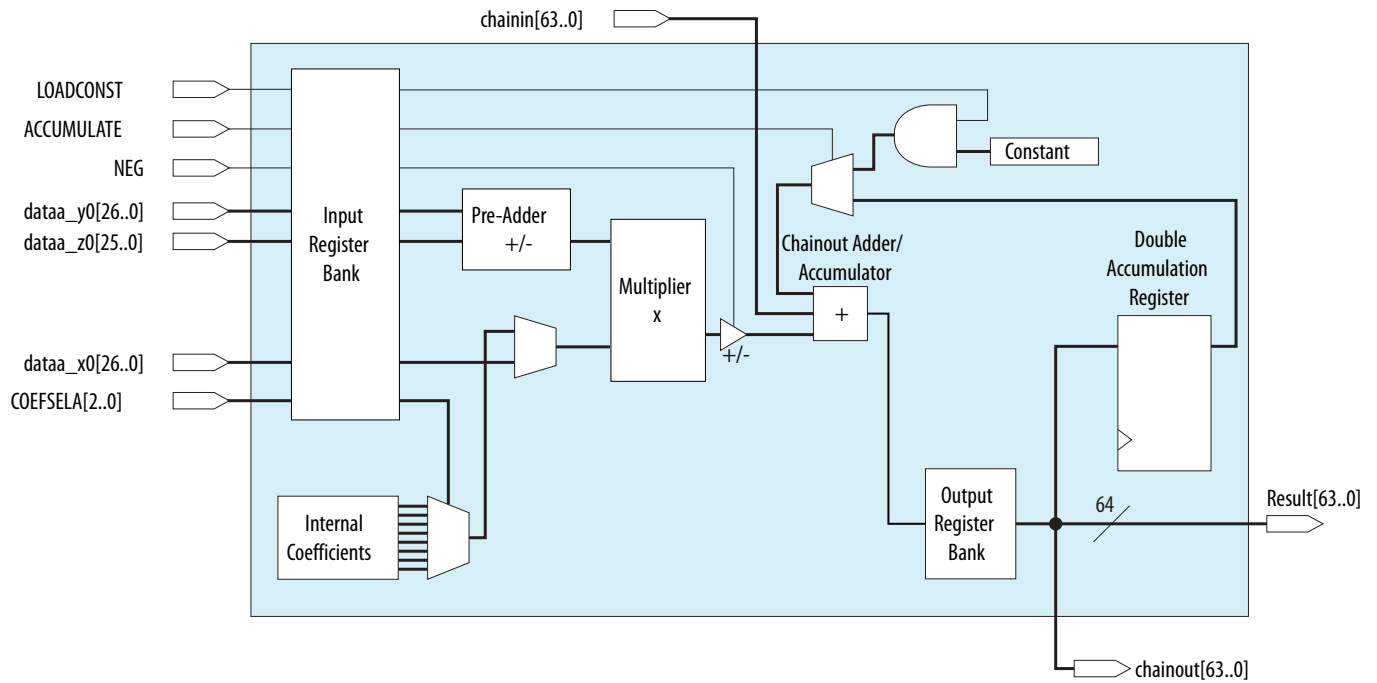 chainin[63..0]
LOADCONST
ACCUMULATE
NEG
dataa_y0[26..0]
dataa_z0[25..0]
dataa_x0[26..0]
COEFSELA[2..0]
Input
Register
Bank
Pre-Adder
+/-
Multiplier
x
+/-
Internal
Coefficients
Constant
Chainout Adder/
Accumulator
+
Double
Accumulation
Register
Output
Register
Bank
64
Result[63..0]
chainout[63..0]